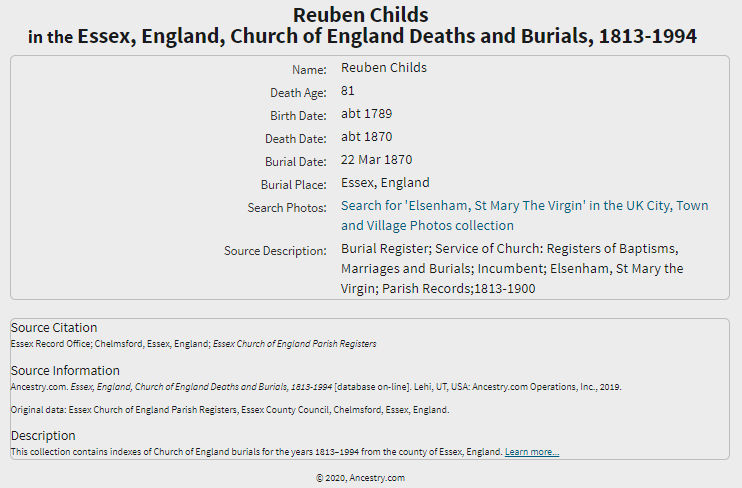 Reuben Childs
in the Essex, England, Church of England Deaths and Burials, 1813-1994
Name: Reuben Childs
Death Age: 81
Birth Date: abt 1789
Death Date: abt 1870
Burial Date: 22 Mar 1870
Burial Place: Essex, England
Search Photos: Search for 'Elsenham, St Mary The Virgin' in the UK City, Town
and Village Photos collection
Source Description: Burial Register; Service of Church: Registers of Baptisms,
Marriages and Burials; Incumbent; Elsenham, St Mary the
Virgin; Parish Records;1813-1900
Source Citation
Essex Record Office; Chelmsford, Essex, England; Essex Church of England Parish Registers
Source Information
Ancestry.com. Essex, England, Church of England Deaths and Burials, 1813-1994 [database on-line]. Lehi, UT, USA: Ancestry.com Operations, Inc., 2019.
Original data: Essex Church of England Parish Registers, Essex County Council, Chelmsford, Essex, England.
Description
This collection contains indexes of Church of England burials for the years 1813–1994 from the county of Essex, England. Learn more...
© 2020, Ancestry.com